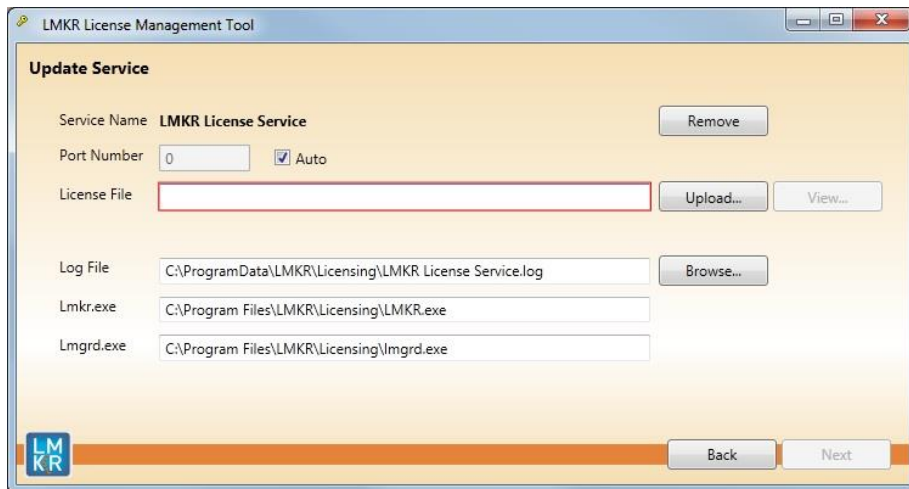 LMKR License Management Tool
Update Service
Service Name LMKR License Service Remove
Port Number 0 Auto
License File Upload... View...
Log File C:\ProgramData\LMKR\Licensing\LMKR License Service.log Browse...
Lmkr.exe C:\Program Files\LMKR\Licensing\LMKR.exe
Lmgrd.exe C:\Program Files\LMKR\Licensing\lmgrd.exe
LM
KR
Back Next